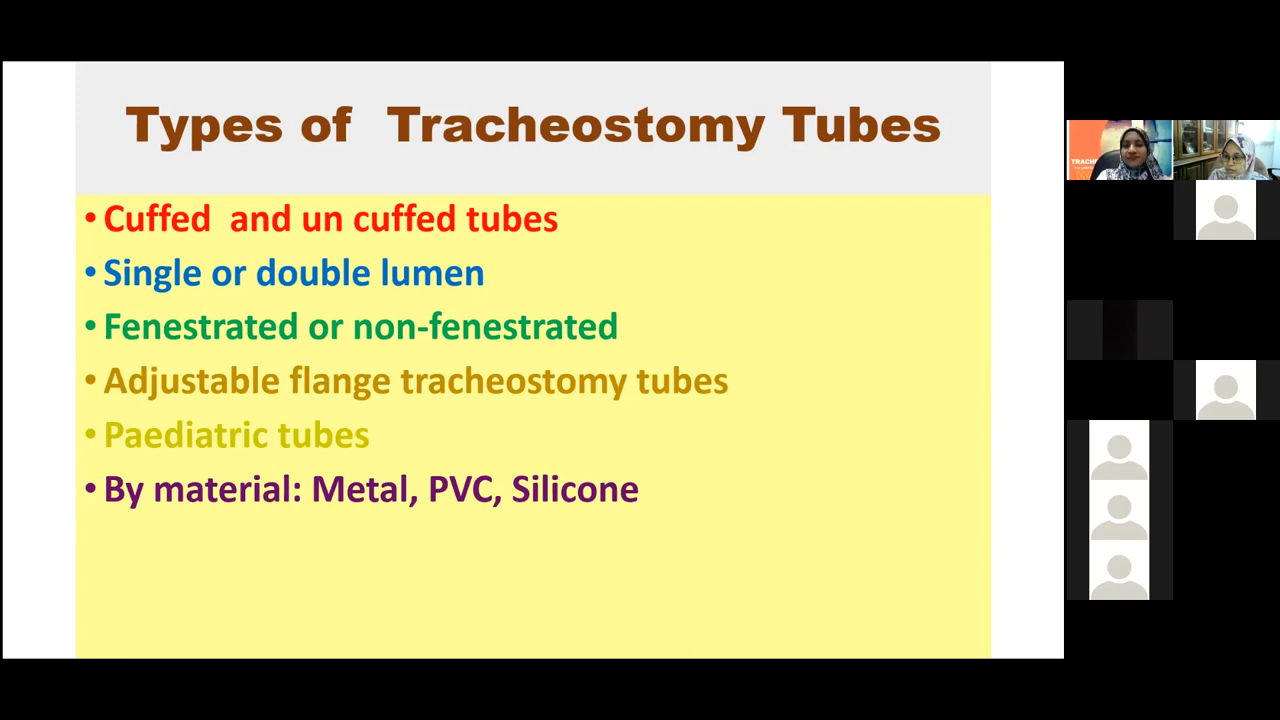 Types of Tracheostomy Tubes
• Cuffed and un cuffed tubes
• Single or double lumen
• Fenestrated or non-fenestrated
• Adjustable flange tracheostomy tubes
• Paediatric tubes
• By material: Metal, PVC, Silicone